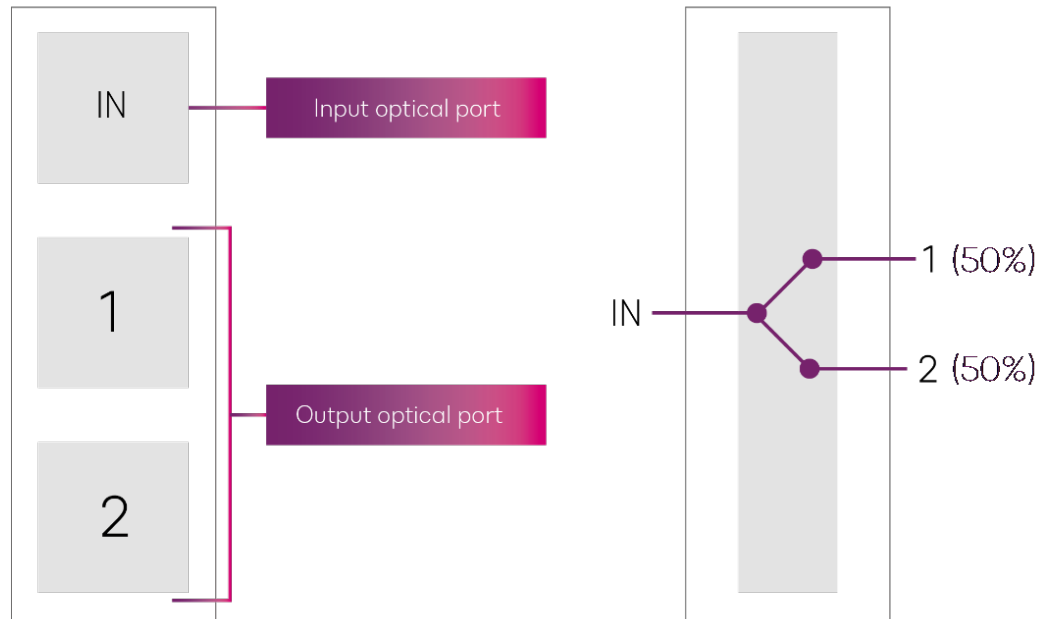 IN
Input optical port
1
Output optical port
2
IN
1 (50%)
2 (50%)